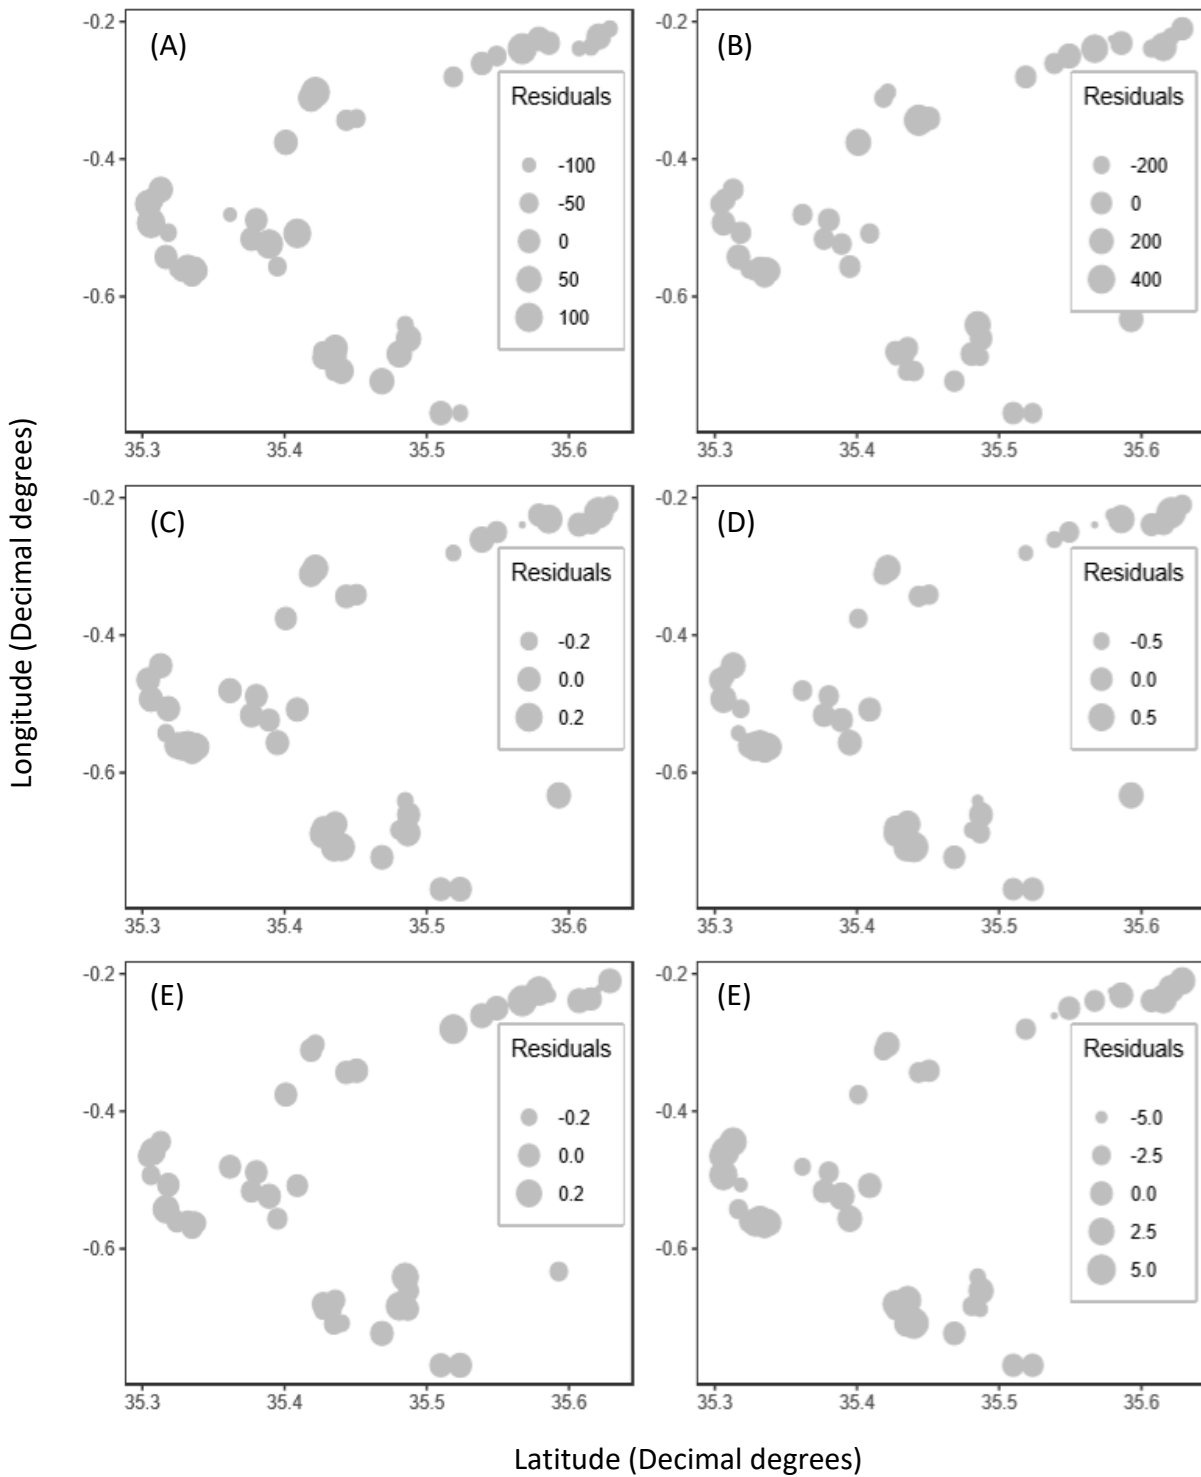 (A)
-0.2
-0.4
-0.6
35.3 35.4 35.5 35.6
Residuals
-100
-50
0
50
100
(B)
-0.2
-0.4
-0.6
35.3 35.4 35.5 35.6
Residuals
-200
0
200
400
(C)
-0.2
-0.4
-0.6
35.3 35.4 35.5 35.6
Residuals
-0.2
0.0
0.2
(D)
-0.2
-0.4
-0.6
35.3 35.4 35.5 35.6
Residuals
-0.5
0.0
0.5
(E)
-0.2
-0.4
-0.6
35.3 35.4 35.5 35.6
Residuals
-0.2
0.0
0.2
(E)
-0.2
-0.4
-0.6
35.3 35.4 35.5 35.6
Residuals
-5.0
-2.5
0.0
2.5
5.0
Longitude (Decimal degrees)
Latitude (Decimal degrees)